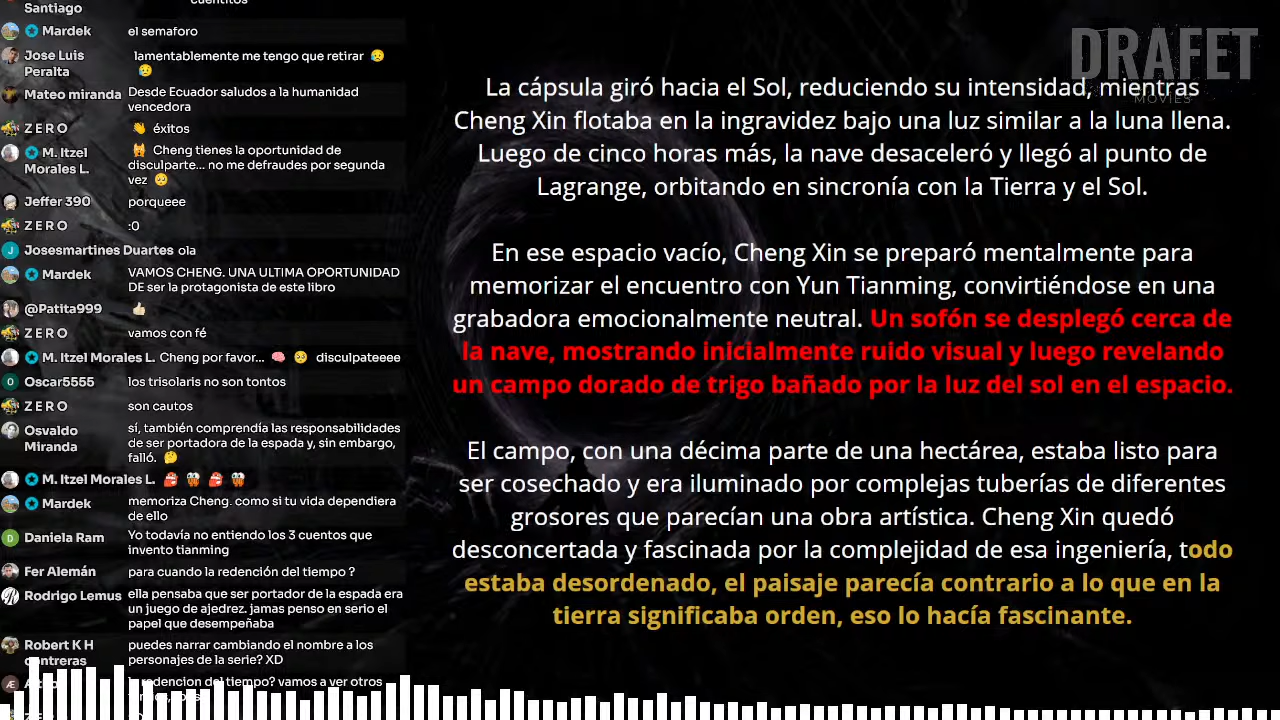 Santiago
cuentitos
Mardek
el semaforo
Jose Luis
Peralta
lamentablemente me tengo que retirar 😥
😥
Mateo miranda
Desde Ecuador saludos a la humanidad
vencedora
Z E R O
👋 éxitos
M. Itzel
Morales L.
Cheng tienes la oportunidad de
disculparte... no me defraudes por segunda
vez 🥺
Jeffer 390
porqueee
Z E R O
:0
Josesmartines Duartes ola
Mardek
VAMOS CHENG. UNA ULTIMA OPORTUNIDAD
DE ser la protagonista de este libro
@Patita999
👍🏻
Z E R O
vamos con fé
M. Itzel Morales L. Cheng por favor... 🧠 🥺 disculpateeee
Oscar5555
los trisolaris no son tontos
Z E R O
son cautos
Osvaldo
Miranda
sí, también comprendía las responsabilidades
de ser portadora de la espada y, sin embargo,
falló. 🤔
M. Itzel Morales L.
Mardek
memoriza Cheng. como si tu vida dependiera
de ello
Daniela Ram
Yo todavía no entiendo los 3 cuentos que
invento tianming
Fer Alemán
para cuando la redención del tiempo ?
Rodrigo Lemus
ella pensaba que ser portador de la espada era
un juego de ajedrez. jamas penso en serio el
papel que desempeñaba
Robert K H
contreras
puedes narrar cambiando el nombre a los
personajes de la serie? XD
la redencion del tiempo? vamos a ver otros
DRAFET
MOVIES
La cápsula giró hacia el Sol, reduciendo su intensidad, mientras
Cheng Xin flotaba en la ingravidez bajo una luz similar a la luna llena.
Luego de cinco horas más, la nave desaceleró y llegó al punto de
Lagrange, orbitando en sincronía con la Tierra y el Sol.
En ese espacio vacío, Cheng Xin se preparó mentalmente para
memorizar el encuentro con Yun Tianming, convirtiéndose en una
grabadora emocionalmente neutral. Un sofón se desplegó cerca de
la nave, mostrando inicialmente ruido visual y luego revelando
un campo dorado de trigo bañado por la luz del sol en el espacio.
El campo, con una décima parte de una hectárea, estaba listo para
ser cosechado y era iluminado por complejas tuberías de diferentes
grosores que parecían una obra artística. Cheng Xin quedó
desconcertada y fascinada por la complejidad de esa ingeniería, todo
estaba desordenado, el paisaje parecía contrario a lo que en la
tierra significaba orden, eso lo hacía fascinante.